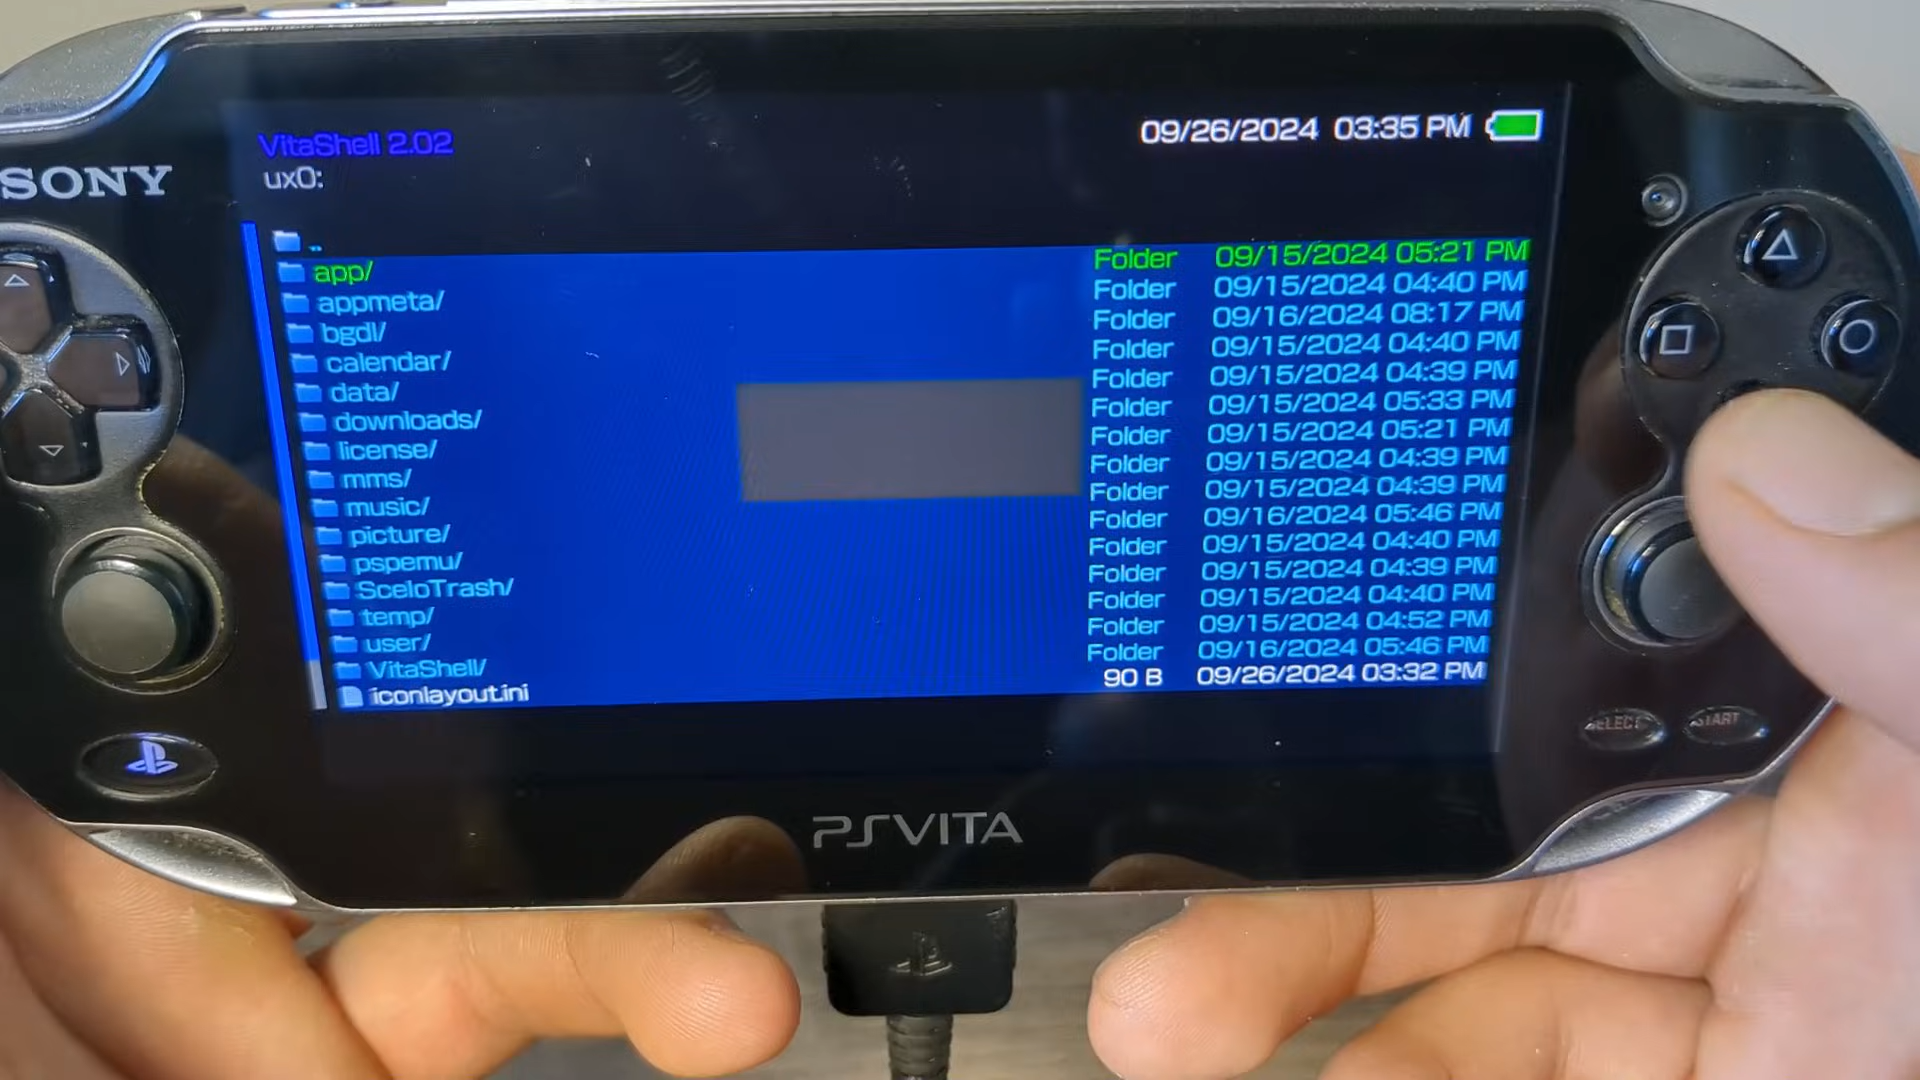 VitaShell 2.02
09/26/2024 03:35 PM
ux0:
SONY
..
app/ Folder 09/15/2024 05:21 PM
appmeta/ Folder 09/15/2024 04:40 PM
bgdl/ Folder 09/16/2024 08:17 PM
calendar/ Folder 09/15/2024 04:40 PM
data/ Folder 09/15/2024 04:39 PM
downloads/ Folder 09/15/2024 05:33 PM
license/ Folder 09/15/2024 05:21 PM
mms/ Folder 09/15/2024 04:39 PM
music/ Folder 09/15/2024 04:39 PM
picture/ Folder 09/16/2024 05:46 PM
pspemu/ Folder 09/15/2024 04:40 PM
SceIoTrash/ Folder 09/15/2024 04:39 PM
temp/ Folder 09/15/2024 04:40 PM
user/ Folder 09/15/2024 04:52 PM
VitaShell/ Folder 09/16/2024 05:46 PM
iconlayout.ini 90 B 09/26/2024 03:32 PM
SELECT START
PSVITA